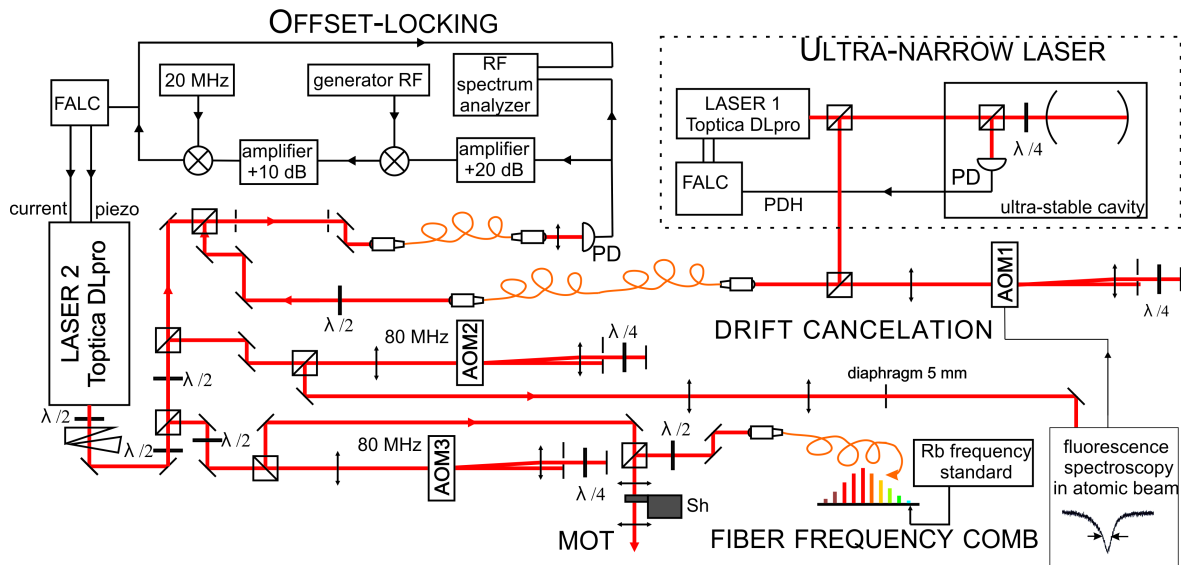 OFFSET-LOCKING
ULTRA-NARROW LASER
FALC
20 MHz
generator RF
RF
spectrum
analyzer
amplifier
+10 dB
amplifier
+20 dB
LASER 1
Toptica DLpro
FALC
λ/4
PD
PDH
ultra-stable cavity
current
piezo
LASER 2
Toptica DLpro
PD
λ/2
AOM1
λ/4
DRIFT CANCELATION
80 MHz
AOM2
λ/4
λ/2
diaphragm 5 mm
λ/2
λ/2
λ/2
80 MHz
AOM3
λ/4
λ/2
Rb frequency
standard
fluorescence
spectroscopy
in atomic beam
Sh
MOT
FIBER FREQUENCY COMB